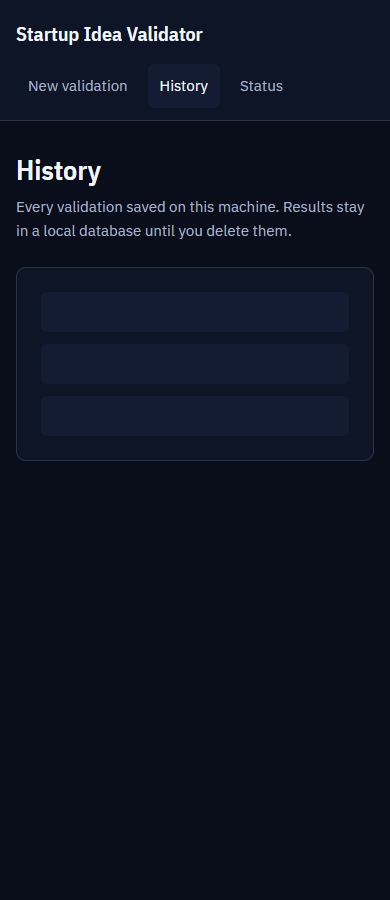 Startup Idea Validator
New validation
History
Status
History
Every validation saved on this machine. Results stay
in a local database until you delete them.